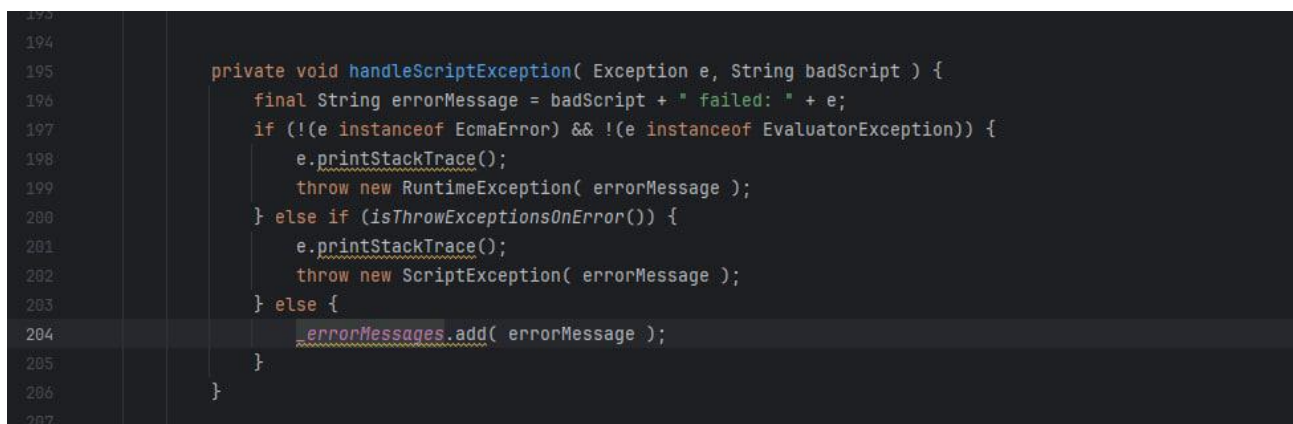 193
194
195 private void handleScriptException( Exception e, String badScript ) {
196 final String errorMessage = badScript + " failed: " + e;
197 if (!(e instanceof EcmaError) && !(e instanceof EvaluatorException)) {
198 e.printStackTrace();
199 throw new RuntimeException( errorMessage );
200 } else if (isThrowExceptionsOnError()) {
201 e.printStackTrace();
202 throw new ScriptException( errorMessage );
203 } else {
204 _errorMessages.add( errorMessage );
205 }
206 }
207